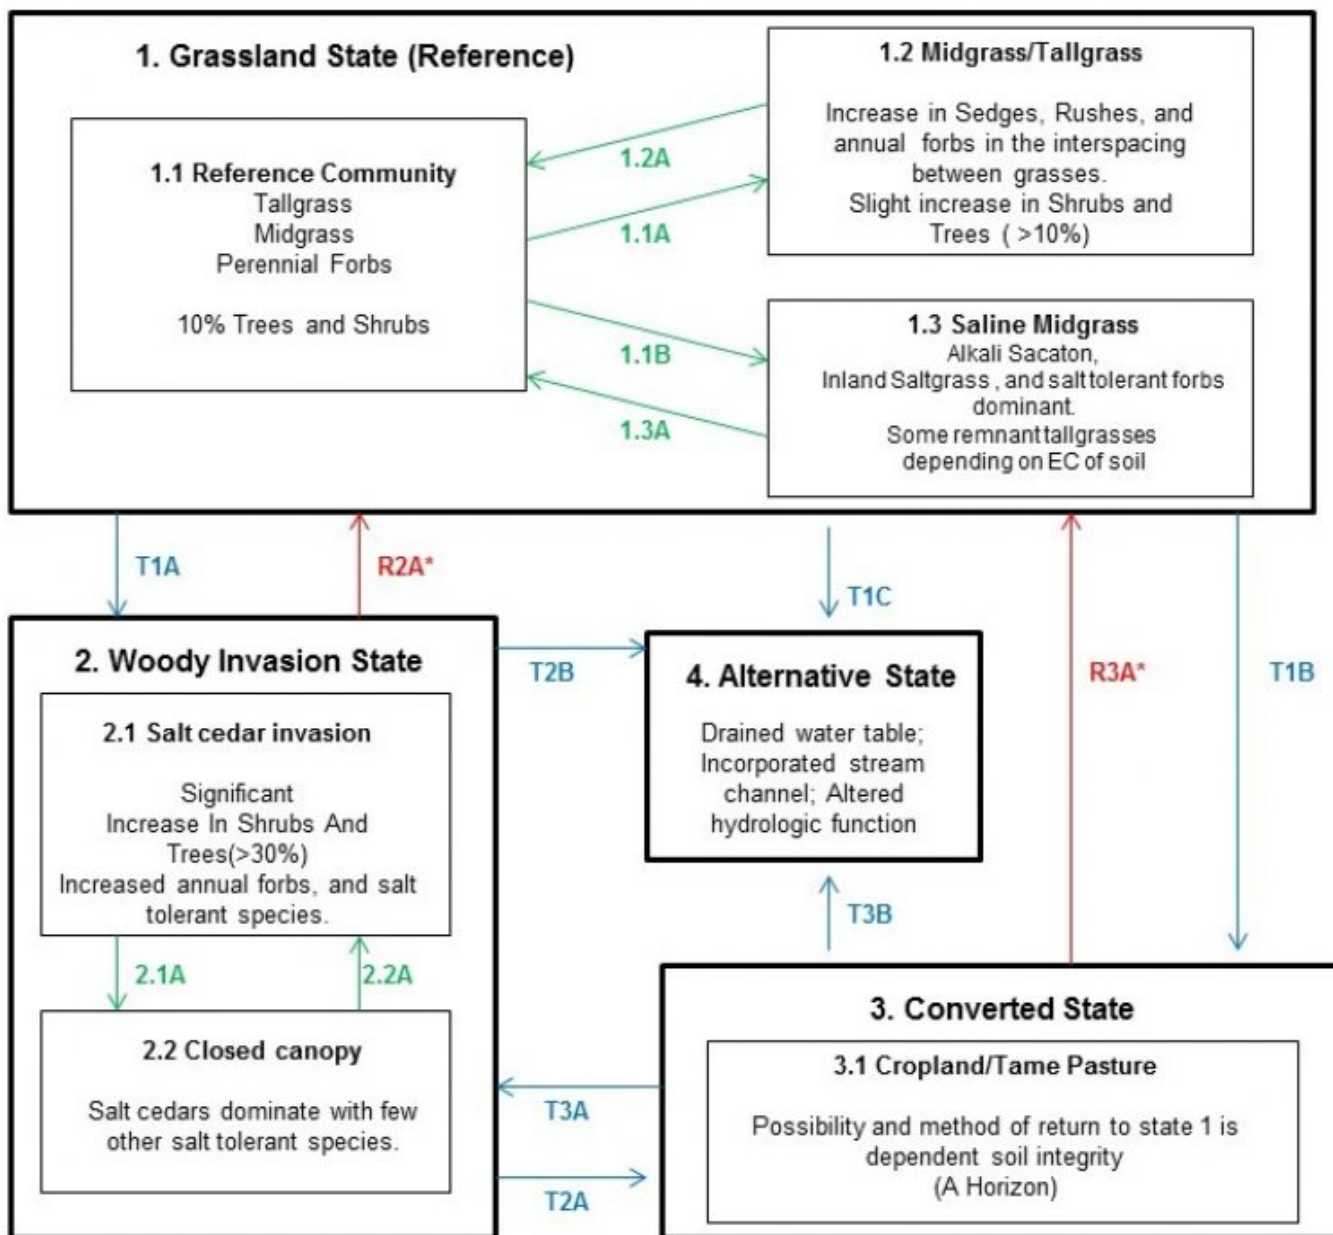 1. Grassland State (Reference)
1.1 Reference Community
Tallgrass
Midgrass
Perennial Forbs
10% Trees and Shrubs
1.2A
1.1A
1.1B
1.3A
1.2 Midgrass/Tallgrass
Increase in Sedges, Rushes, and
annual forbs in the interspacing
between grasses.
Slight increase in Shrubs and
Trees ( >10%)
1.3 Saline Midgrass
Alkali Sacaton,
Inland Saltgrass , and salt tolerant forbs
dominant.
Some remnant tallgrasses
depending on EC of soil
T1A
R2A*
T1C
R3A*
T1B
2. Woody Invasion State
2.1 Salt cedar invasion
Significant
Increase In Shrubs And
Trees(>30%)
Increased annual forbs, and salt
tolerant species.
2.1A
2.2A
2.2 Closed canopy
Salt cedars dominate with few
other salt tolerant species.
T2B
4. Alternative State
Drained water table;
Incorporated stream
channel; Altered
hydrologic function
T3B
T3A
T2A
3. Converted State
3.1 Cropland/Tame Pasture
Possibility and method of return to state 1 is
dependent soil integrity
(A Horizon)